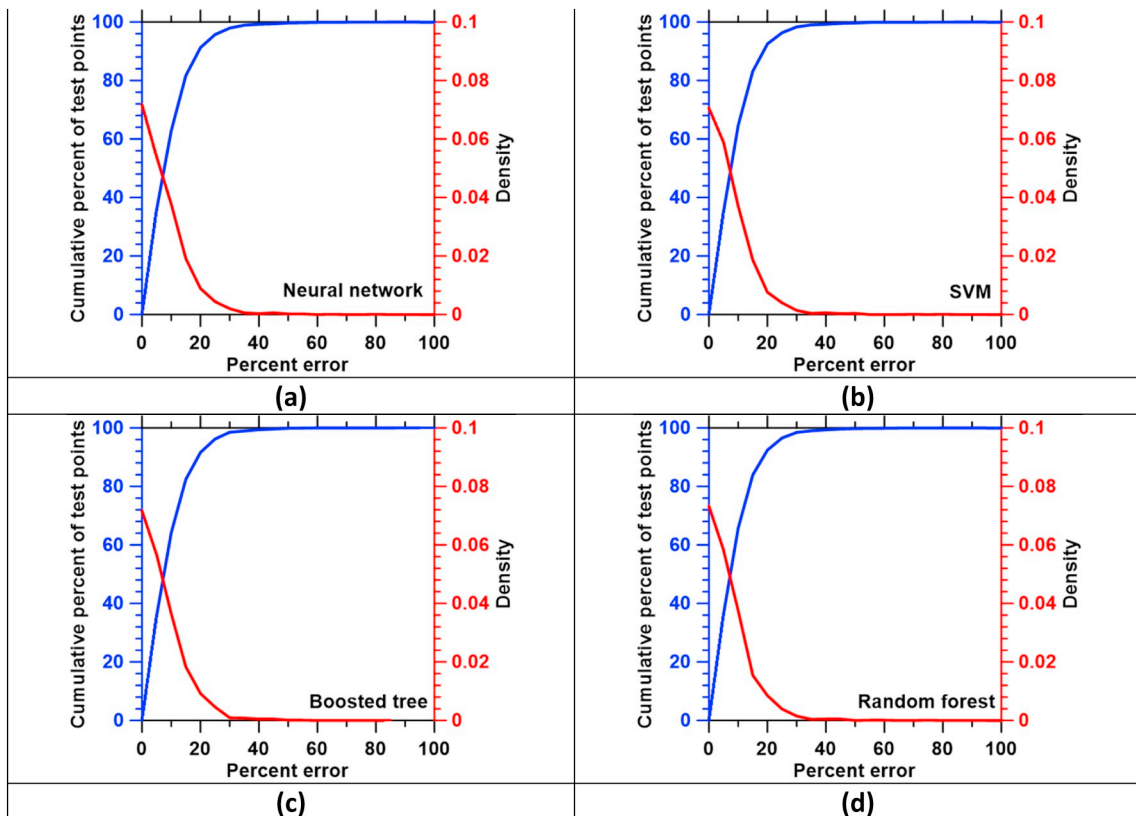 100 0.1
80 0.08
60 0.06
40 0.04
20 0.02
0 0
Cumulative percent of test points
Density
Neural network
0 20 40 60 80 100
Percent error
(a)
100 0.1
80 0.08
60 0.06
40 0.04
20 0.02
0 0
Cumulative percent of test points
Density
SVM
0 20 40 60 80 100
Percent error
(b)
100 0.1
80 0.08
60 0.06
40 0.04
20 0.02
0 0
Cumulative percent of test points
Density
Boosted tree
0 20 40 60 80 100
Percent error
(c)
100 0.1
80 0.08
60 0.06
40 0.04
20 0.02
0 0
Cumulative percent of test points
Density
Random forest
0 20 40 60 80 100
Percent error
(d)